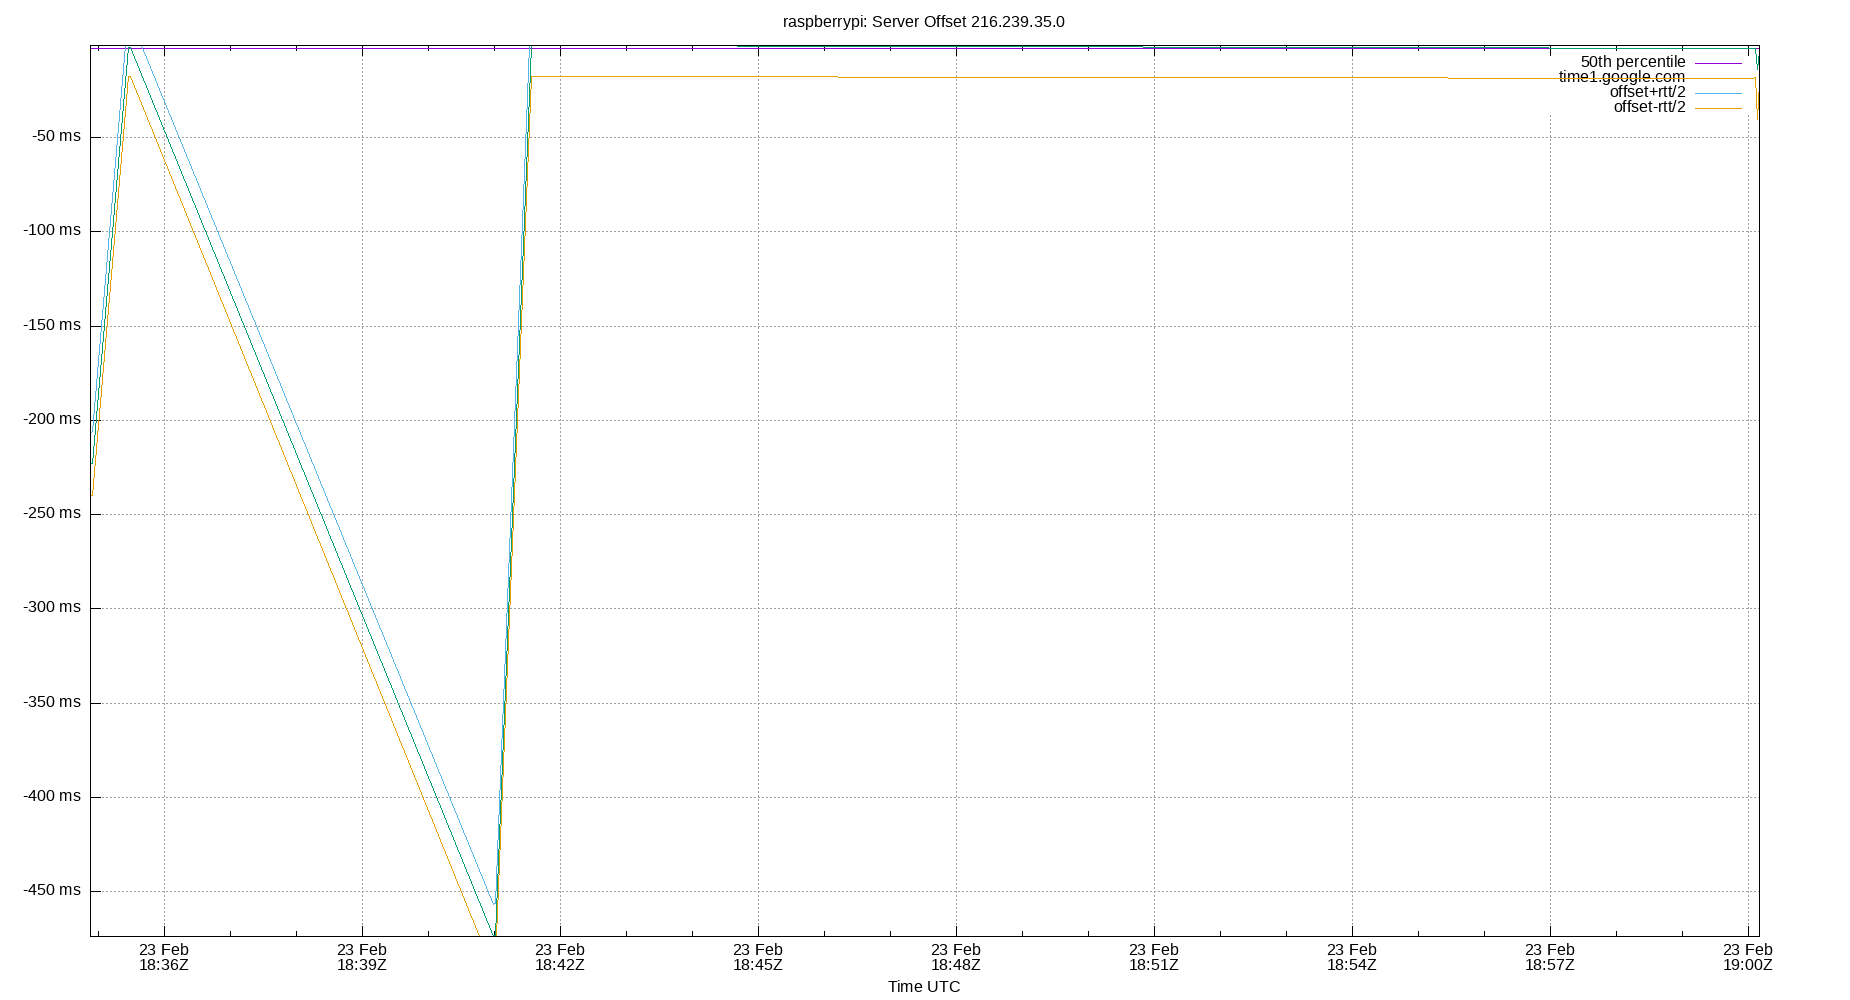 raspberrypi: Server Offset 216.239.35.0
50th percentile
time1.google.com
offset+rtt/2
offset-rtt/2
-50 ms
-100 ms
-150 ms
-200 ms
-250 ms
-300 ms
-350 ms
-400 ms
-450 ms
23 Feb 23 Feb 23 Feb 23 Feb 23 Feb 23 Feb 23 Feb 23 Feb 23 Feb
18:36Z 18:39Z 18:42Z 18:45Z 18:48Z 18:51Z 18:54Z 18:57Z 19:00Z
Time UTC